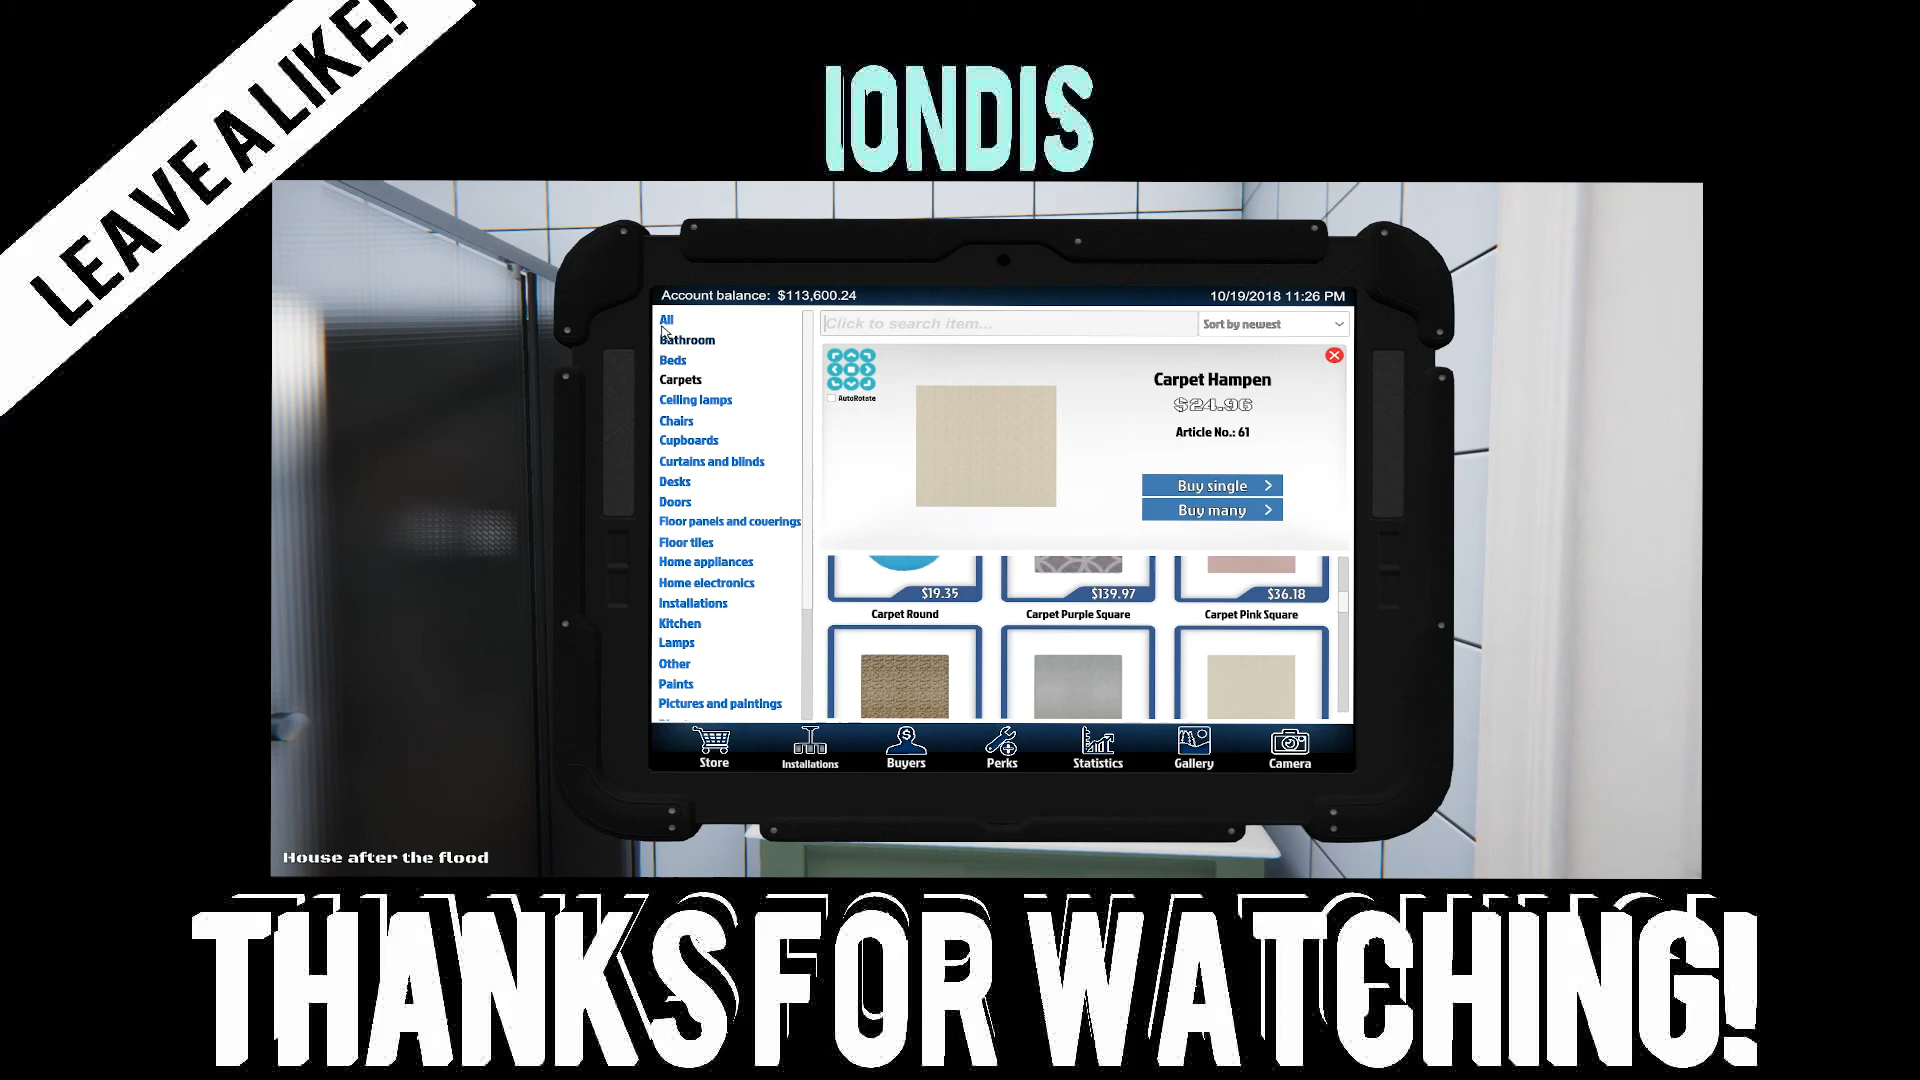 LEAVE A LIKE!
IONDIS
Account balance: $113,600.24
10/19/2018 11:26 PM
All
Bathroom
Beds
Carpets
Ceiling lamps
Chairs
Cupboards
Curtains and blinds
Desks
Doors
Floor panels and coverings
Floor tiles
Home appliances
Home electronics
Installations
Kitchen
Lamps
Other
Paints
Pictures and paintings
Click to search item...
Sort by newest
AutoRotate
Carpet Hampen
$24.96
Article No.: 61
Buy single
Buy many
$19.35
$139.97
$36.18
Carpet Round
Carpet Purple Square
Carpet Pink Square
Store
Installations
Buyers
Perks
Statistics
Gallery
Camera
House after the flood
THANKS FOR WATCHING!